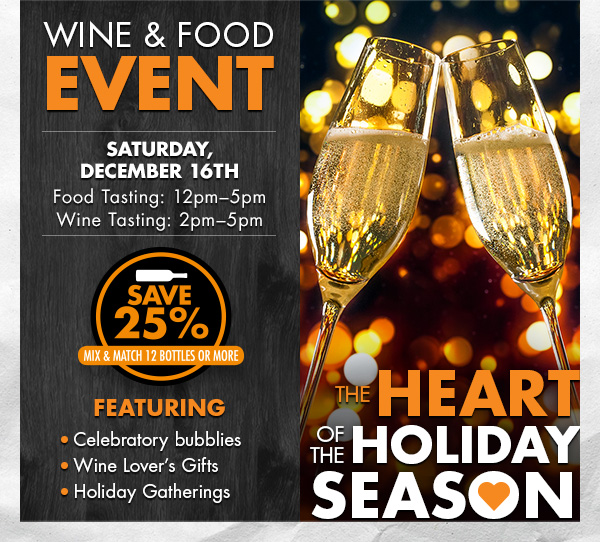 WINE & FOOD
EVENT
SATURDAY,
DECEMBER 16TH
Food Tasting: 12pm–5pm
Wine Tasting: 2pm–5pm
SAVE
25%
MIX & MATCH 12 BOTTLES OR MORE
FEATURING
• Celebratory bubblies
• Wine Lover's Gifts
• Holiday Gatherings
THE HEART
OF THE HOLIDAY
SEASON